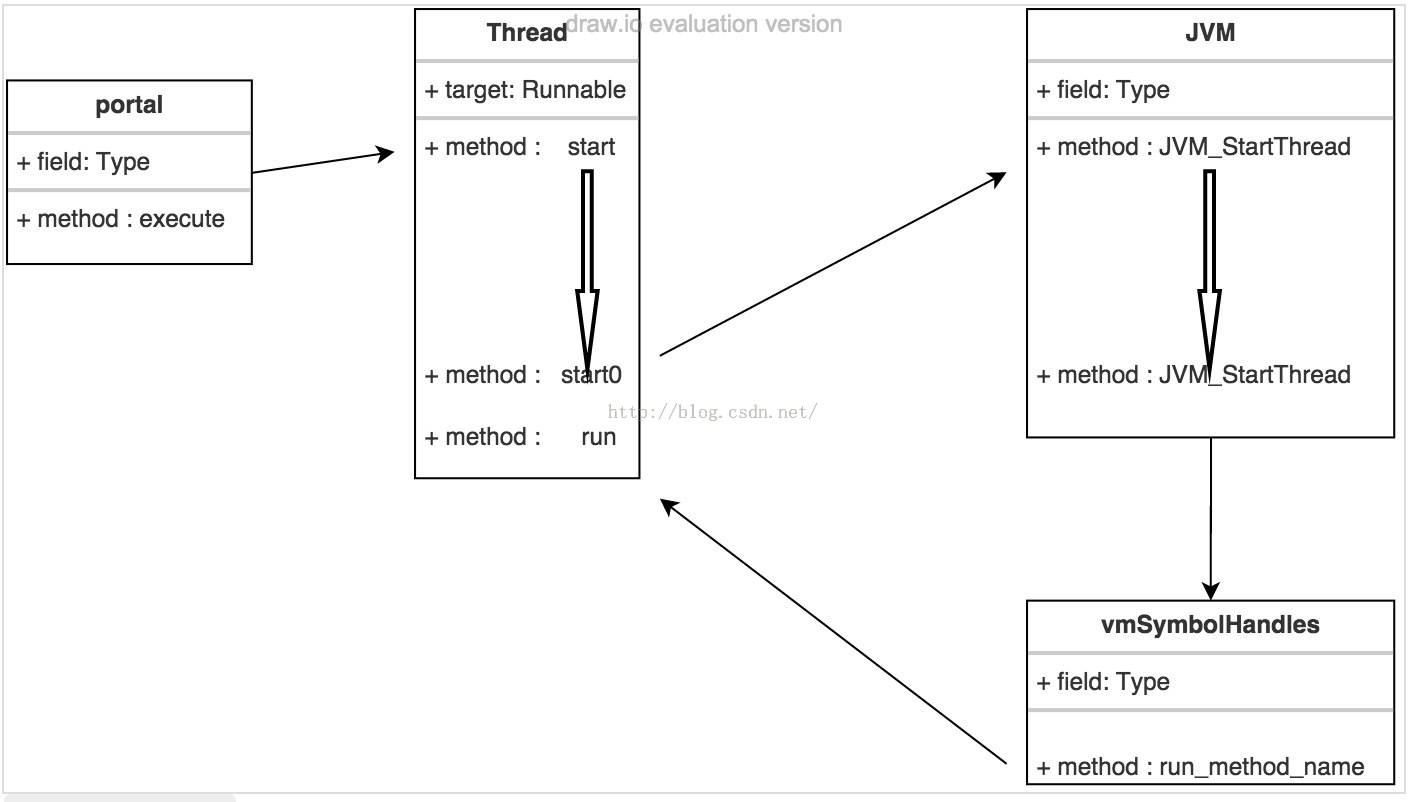 draw.io evaluation version
portal
+ field: Type
+ method : execute
Thread
+ target: Runnable
+ method : start
+ method : start0
+ method : run
http://blog.csdn.net/
JVM
+ field: Type
+ method : JVM_StartThread
+ method : JVM_StartThread
vmSymbolHandles
+ field: Type
+ method : run_method_name